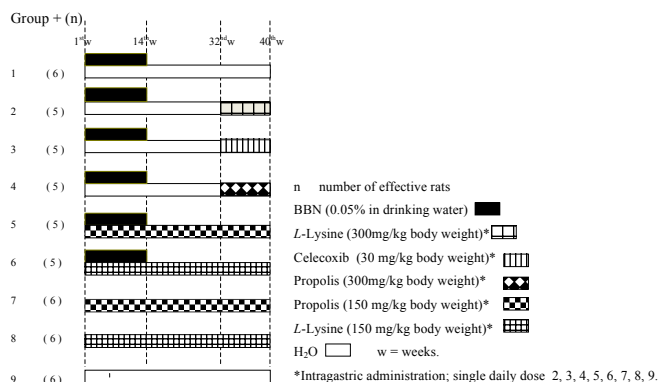 Group + (n)
1st w 14th w 32nd w 40th w
1 ( 6 )
2 ( 5 )
3 ( 5 )
4 ( 5 )
5 ( 5 )
6 ( 5 )
7 ( 6 )
8 ( 6 )
9 ( 6 )
n number of effective rats
BBN (0.05% in drinking water)
L-Lysine (300mg/kg body weight)*
Celecoxib (30 mg/kg body weight)*
Propolis (300mg/kg body weight)*
Propolis (150 mg/kg body weight)*
L-Lysine (150 mg/kg body weight)*
H₂O w = weeks.
*Intragastric administration; single daily dose 2, 3, 4, 5, 6, 7, 8, 9.